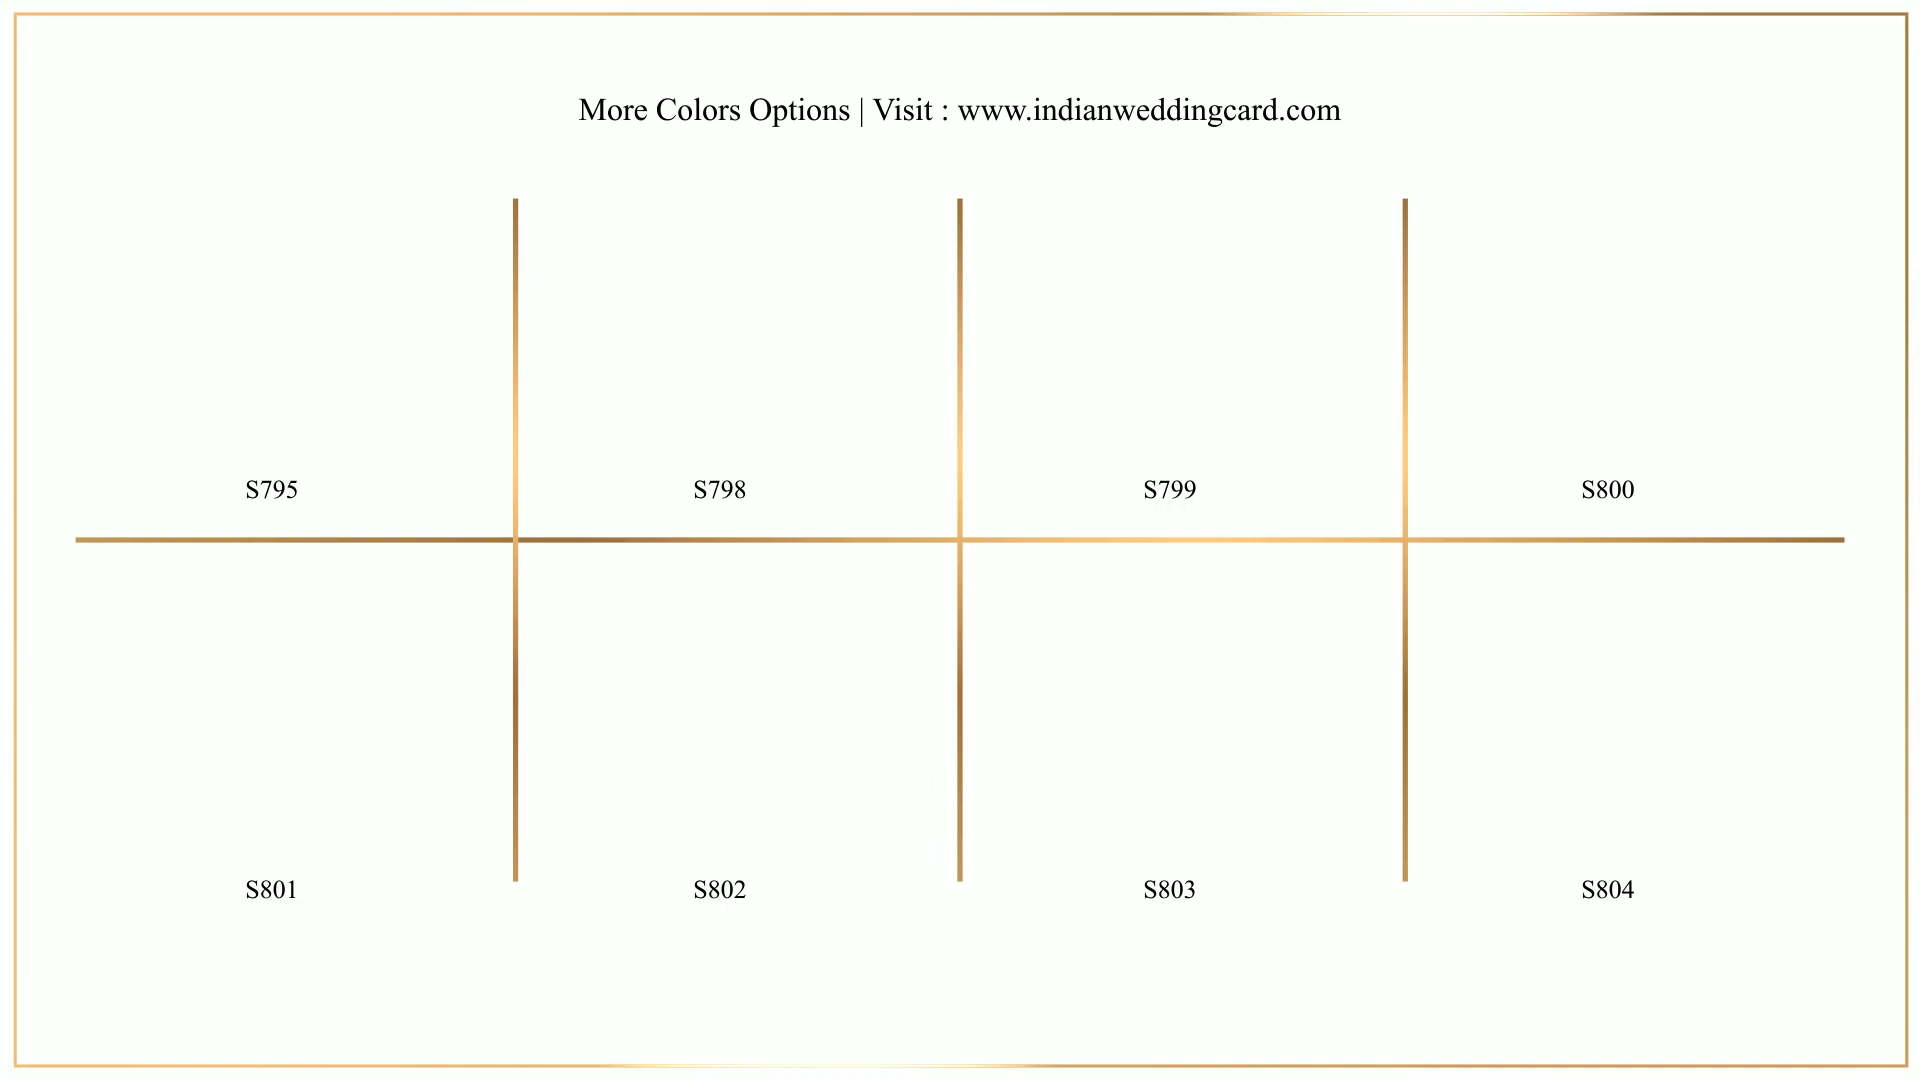 More Colors Options | Visit : www.indianweddingcard.com
S795 S798 S799 S800
S801 S802 S803 S804